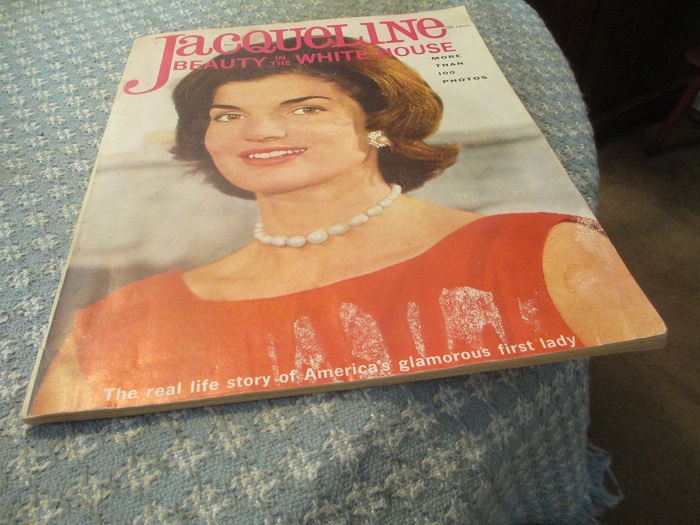 JACQUELINE
BEAUTY IN THE WHITE HOUSE
MORE
THAN
100
PHOTOS
The real life story of America's glamorous first lady